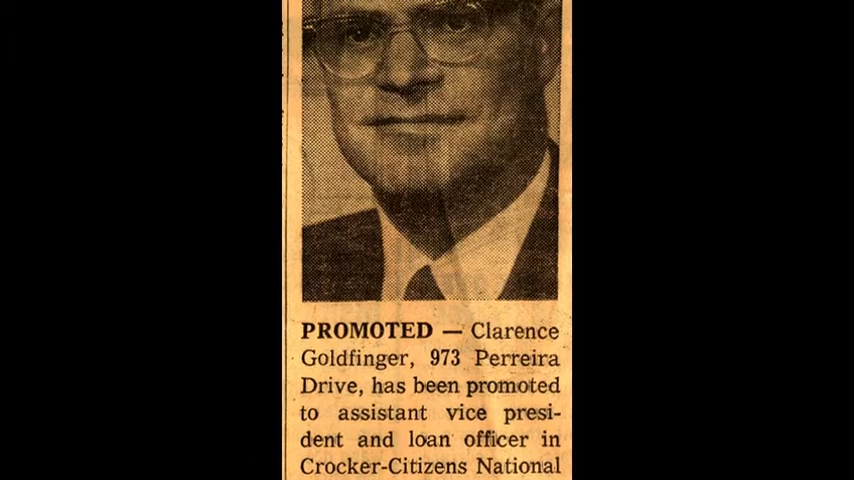 PROMOTED — Clarence
Goldfinger, 973 Perreira
Drive, has been promoted
to assistant vice presi-
dent and loan officer in
Crocker-Citizens National